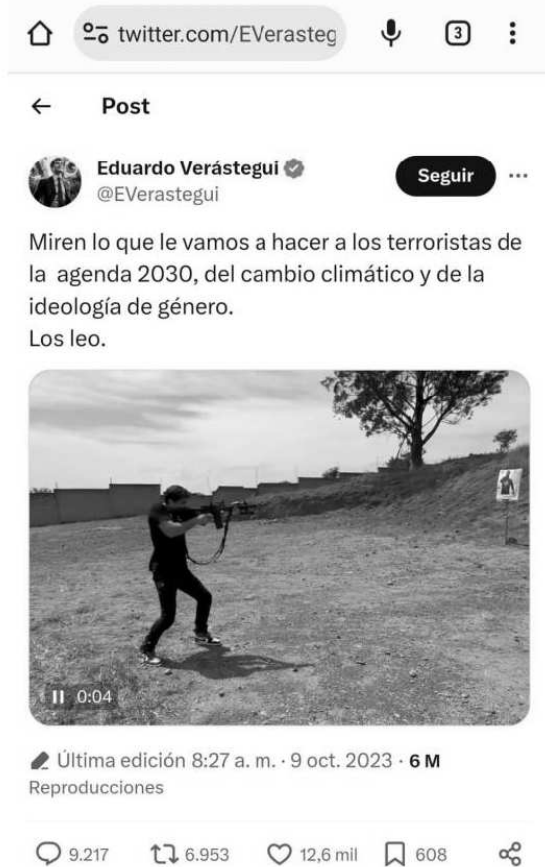 twitter.com/EVerasteg
3
Post
Eduardo Verástegui
@EVerastegui
Seguir
Miren lo que le vamos a hacer a los terroristas de
la agenda 2030, del cambio climático y de la
ideología de género.
Los leo.
0:04
Última edición 8:27 a. m. · 9 oct. 2023 · 6 M
Reproducciones
9.217 6.953 12,6 mil 608